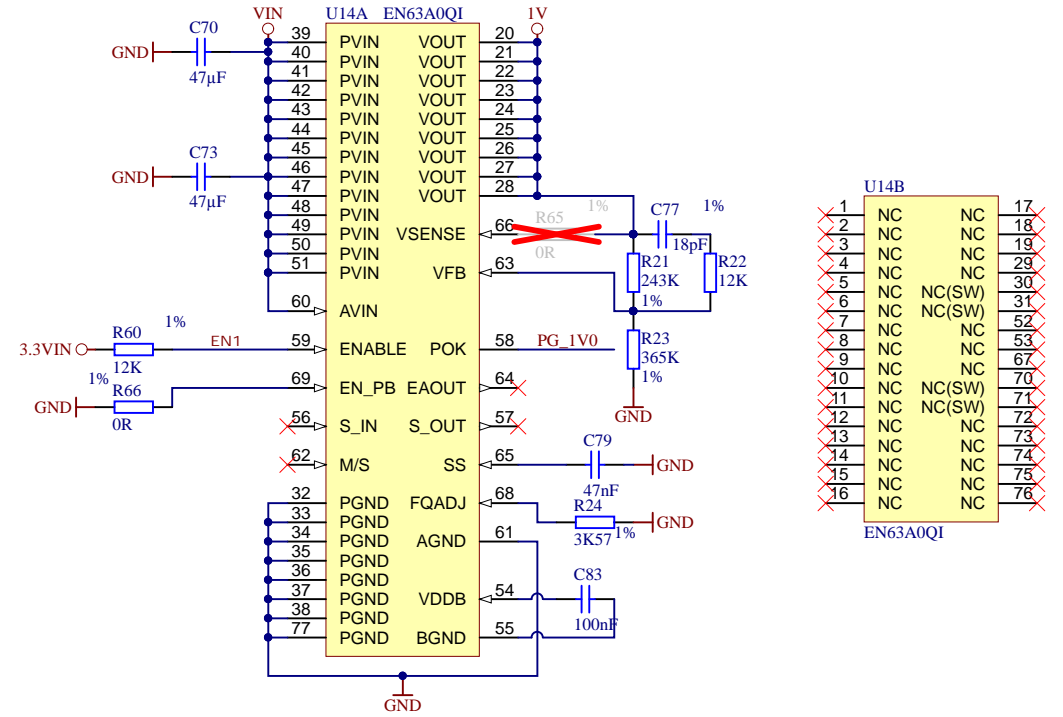 VIN U14A EN63A0QI 1V
C70
GND
47µF
C73
GND
47µF
39 PVIN VOUT 20
40 PVIN VOUT 21
41 PVIN VOUT 22
42 PVIN VOUT 23
43 PVIN VOUT 24
44 PVIN VOUT 25
45 PVIN VOUT 26
46 PVIN VOUT 27
47 PVIN VOUT 28
48 PVIN
49 PVIN VSENSE 66
50 PVIN
51 PVIN VFB 63
60 AVIN
59 ENABLE POK 58
69 EN_PB EAOUT 64
56 S_IN S_OUT 57
62 M/S SS 65
32 PGND FQADJ 68
33 PGND
34 PGND AGND 61
35 PGND
36 PGND
37 PGND VDDB 54
38 PGND
77 PGND BGND 55
GND
R60 1%
3.3VIN EN1
12K
1% R66
GND
0R
R65 1%
0R
C77 1%
18pF
R21
243K
1%
R22
12K
PG_1V0
R23
365K
1%
GND
C79
GND
47nF
R24
GND
3K57 1%
C83
100nF
U14B
1 NC NC 17
2 NC NC 18
3 NC NC 19
4 NC NC 29
5 NC NC(SW) 30
6 NC NC(SW) 31
7 NC NC 52
8 NC NC 53
9 NC NC 67
10 NC NC(SW) 70
11 NC NC(SW) 71
12 NC NC 72
13 NC NC 73
14 NC NC 74
15 NC NC 75
16 NC NC 76
EN63A0QI